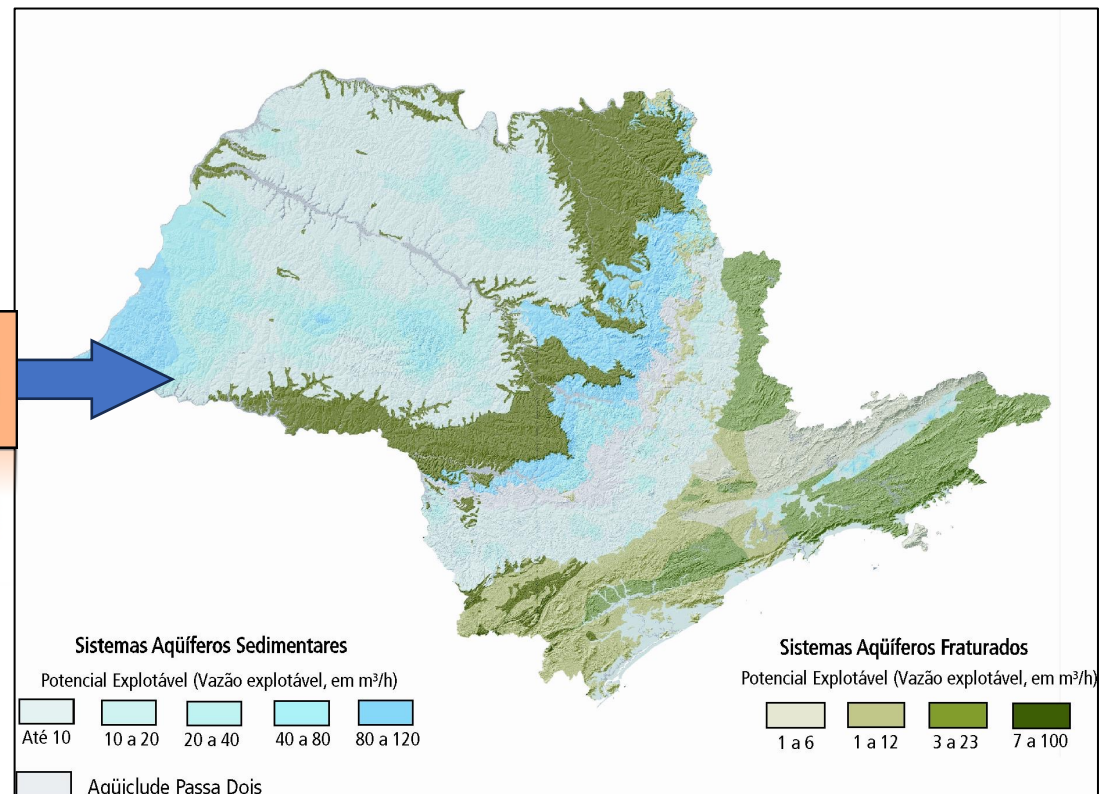 Sistemas Aqüíferos Sedimentares
Potencial Explotável (Vazão explotável, em m³/h)
Até 10
10 a 20
20 a 40
40 a 80
80 a 120
Aqüiclude Passa Dois
Sistemas Aqüíferos Fraturados
Potencial Explotável (Vazão explotável, em m³/h)
1 a 6
1 a 12
3 a 23
7 a 100